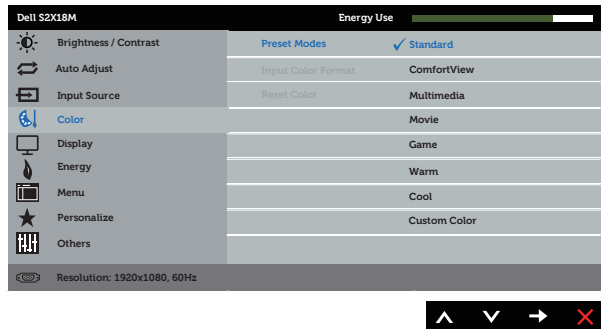 Dell S2X18M Energy Use
Brightness / Contrast Preset Modes Standard
Auto Adjust Input Color Format ComfortView
Input Source Reset Color Multimedia
Color Movie
Display Game
Energy Warm
Menu Cool
Personalize Custom Color
Others
Resolution: 1920x1080, 60Hz